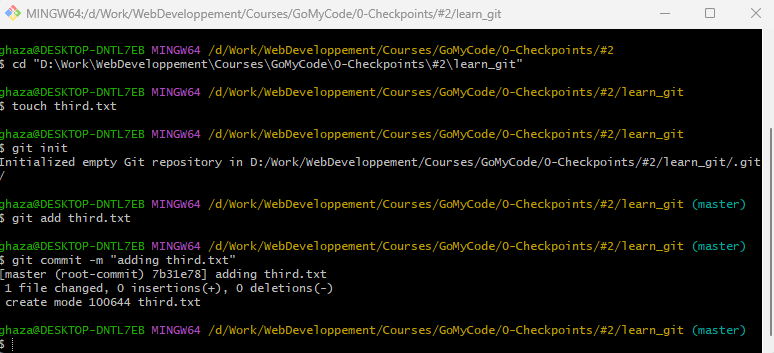 MINGW64:/d/Work/WebDeveloppement/Courses/GoMyCode/0-Checkpoints/#2/learn_git
ghaza@DESKTOP-DNTL7EB MINGW64 /d/Work/WebDeveloppement/Courses/GoMyCode/0-Checkpoints/#2
$ cd "D:\Work\WebDeveloppement\Courses\GoMyCode\0-Checkpoints\#2\learn_git"
ghaza@DESKTOP-DNTL7EB MINGW64 /d/Work/WebDeveloppement/Courses/GoMyCode/0-Checkpoints/#2/learn_git
$ touch third.txt
ghaza@DESKTOP-DNTL7EB MINGW64 /d/Work/WebDeveloppement/Courses/GoMyCode/0-Checkpoints/#2/learn_git
$ git init
Initialized empty Git repository in D:/Work/WebDeveloppement/Courses/GoMyCode/0-Checkpoints/#2/learn_git/.git
/
ghaza@DESKTOP-DNTL7EB MINGW64 /d/Work/WebDeveloppement/Courses/GoMyCode/0-Checkpoints/#2/learn_git (master)
$ git add third.txt
ghaza@DESKTOP-DNTL7EB MINGW64 /d/Work/WebDeveloppement/Courses/GoMyCode/0-Checkpoints/#2/learn_git (master)
$ git commit -m "adding third.txt"
[master (root-commit) 7b31e78] adding third.txt
1 file changed, 0 insertions(+), 0 deletions(-)
create mode 100644 third.txt
ghaza@DESKTOP-DNTL7EB MINGW64 /d/Work/WebDeveloppement/Courses/GoMyCode/0-Checkpoints/#2/learn_git (master)
$